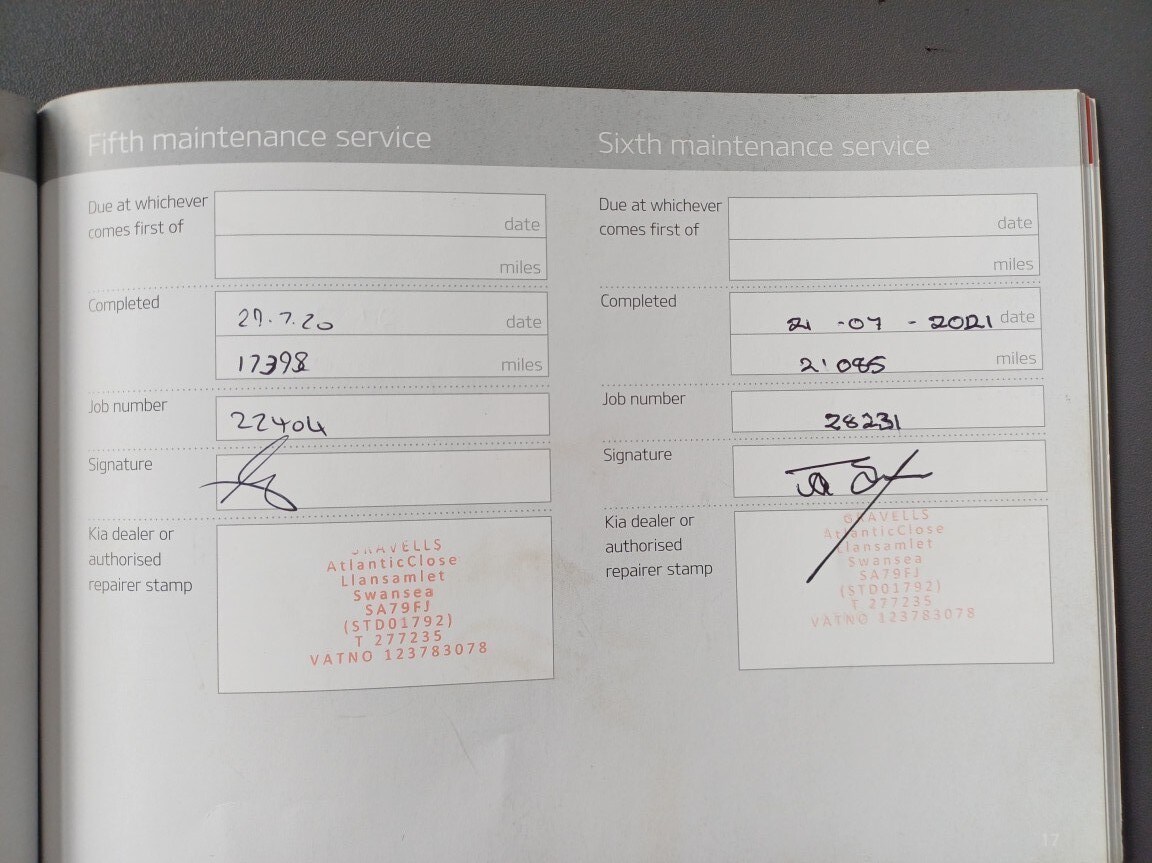 Fifth maintenance service
Due at whichever
comes first of
date
miles
Completed
27.7.20 date
17398 miles
Job number
22404
Signature
Kia dealer or
authorised
repairer stamp
GRAVELLS
AtlanticClose
Llansamlet
Swansea
SA79FJ
(STD01792)
T 277235
VATNO 123783078
Sixth maintenance service
Due at whichever
comes first of
date
miles
Completed
21 -07 - 2021 date
21085 miles
Job number
28231
Signature
Kia dealer or
authorised
repairer stamp
GRAVELLS
AtlanticClose
Llansamlet
Swansea
SA79FJ
(STD01792)
T 277235
VATNO 123783078
17